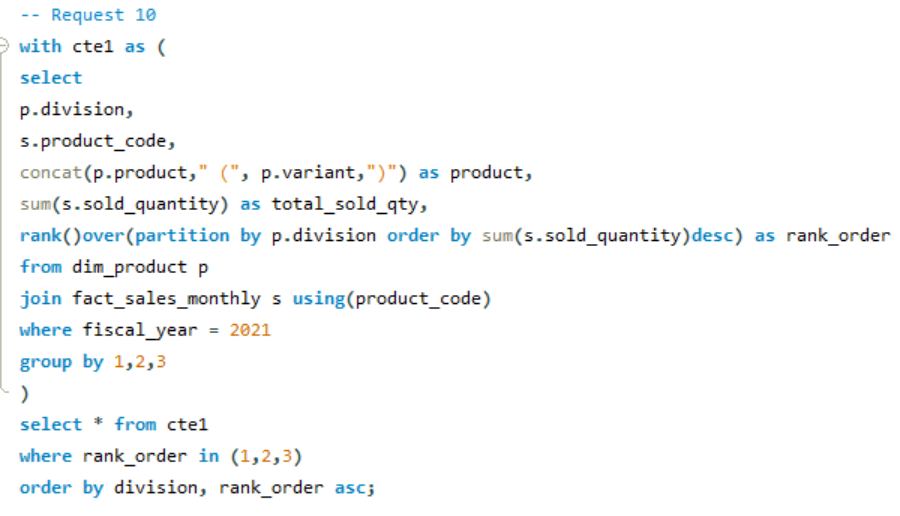 -- Request 10
with cte1 as (
select
p.division,
s.product_code,
concat(p.product," (", p.variant,")") as product,
sum(s.sold_quantity) as total_sold_qty,
rank()over(partition by p.division order by sum(s.sold_quantity)desc) as rank_order
from dim_product p
join fact_sales_monthly s using(product_code)
where fiscal_year = 2021
group by 1,2,3
)
select * from cte1
where rank_order in (1,2,3)
order by division, rank_order asc;